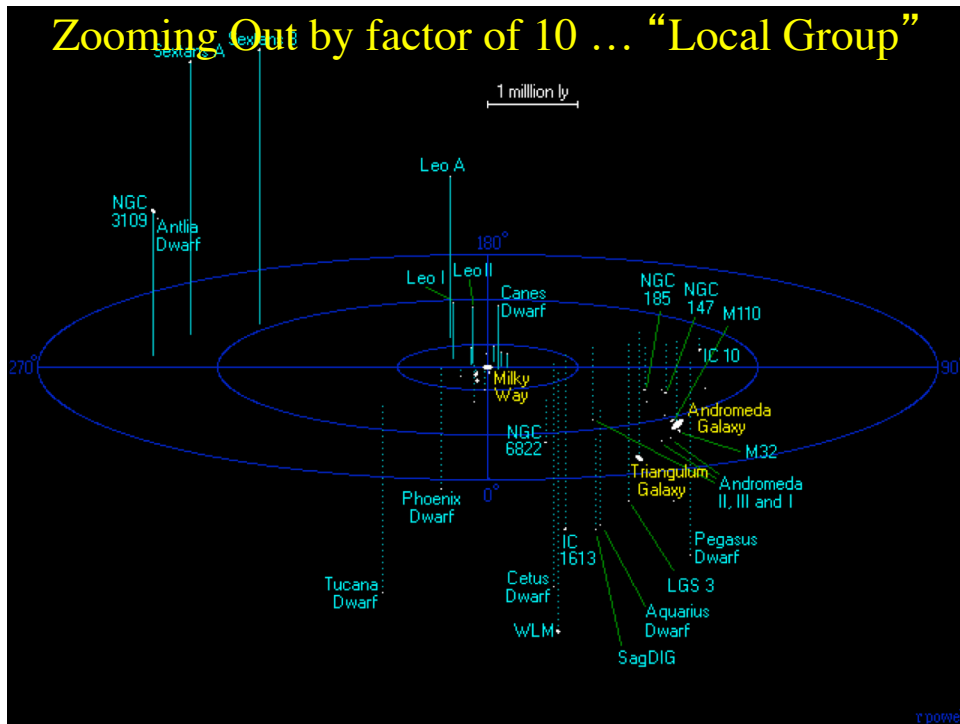 Zooming Out by factor of 10 … “Local Group”
Sextans A
Sextans B
1 milllion ly
Leo A
NGC
3109
Antlia
Dwarf
180°
Leo I
Leo II
Canes
Dwarf
NGC
185
NGC
147
M110
IC 10
270°
90
Milky
Way
Andromeda
Galaxy
NGC
6822
M32
Triangulum
Galaxy
Andromeda
II, III and I
0°
Phoenix
Dwarf
IC
1613
Pegasus
Dwarf
LGS 3
Tucana
Dwarf
Cetus
Dwarf
Aquarius
Dwarf
WLM
SagDIG
r powe